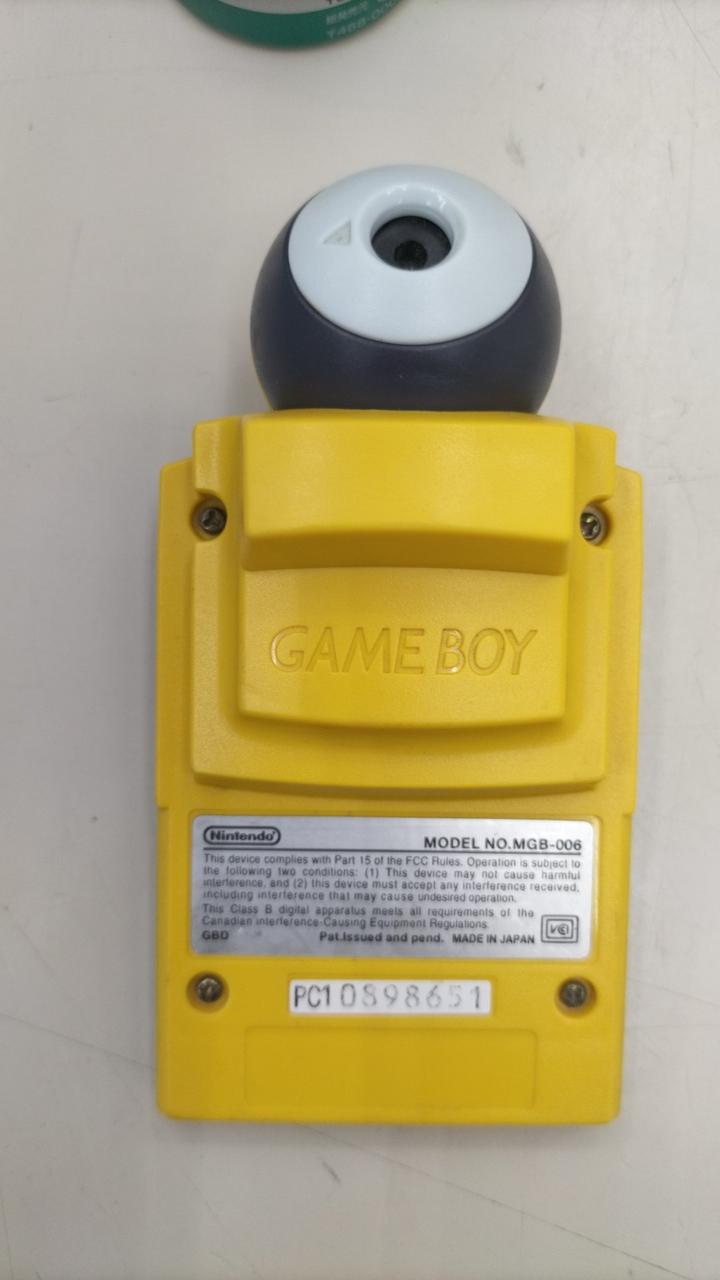 GAME BOY
Nintendo
MODEL NO.MGB-006
This device complies with Part 15 of the FCC Rules. Operation is subject to
the following two conditions: (1) This device may not cause harmful
interference, and (2) this device must accept any interference received,
including interference that may cause undesired operation.
This Class B digital apparatus meets all requirements of the
Canadian Interference-Causing Equipment Regulations.
GBD Pat.Issued and pend. MADE IN JAPAN
PC1 0898651